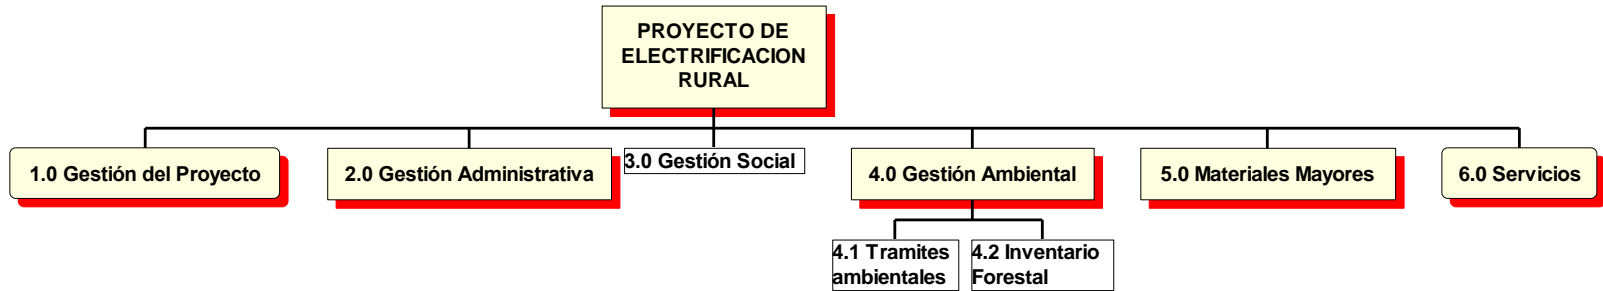 PROYECTO DE
ELECTRIFICACION
RURAL
1.0 Gestión del Proyecto
2.0 Gestión Administrativa
3.0 Gestión Social
4.0 Gestión Ambiental
5.0 Materiales Mayores
6.0 Servicios
4.1 Tramites
ambientales
4.2 Inventario
Forestal